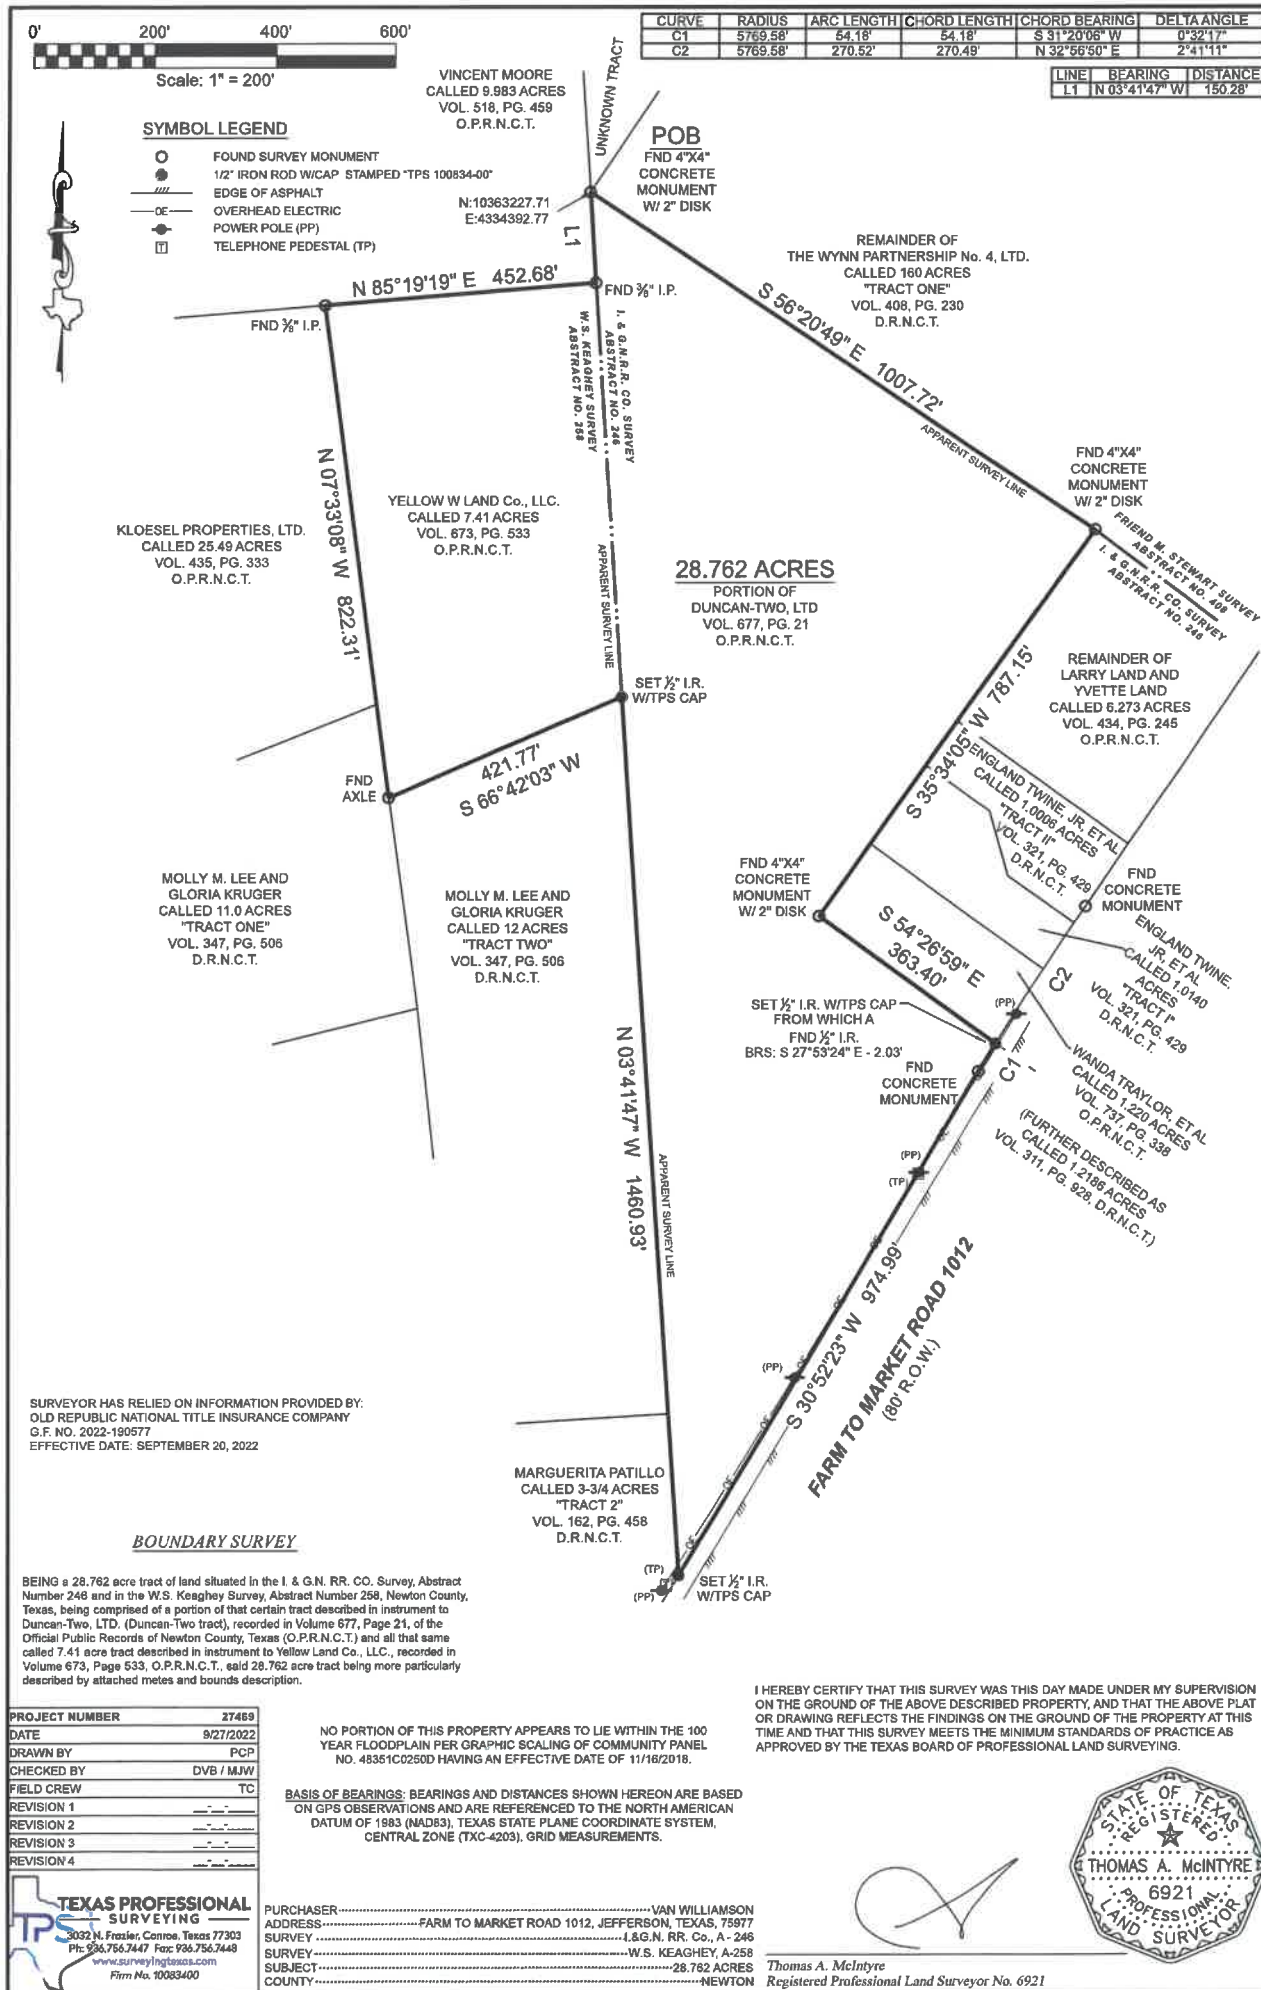 CURVE RADIUS ARC LENGTH CHORD LENGTH CHORD BEARING DELTA ANGLE
C1 5769.58' 54.18' 54.18' S 31°20'06" W 0°32'17"
C2 5769.58' 270.52' 270.49' N 32°56'50" E 2°41'11"
LINE BEARING DISTANCE
L1 N 03°41'47" W 150.28'
0' 200' 400' 600'
Scale: 1" = 200'
SYMBOL LEGEND
FOUND SURVEY MONUMENT
1/2" IRON ROD W/CAP STAMPED "TPS 100834-00"
EDGE OF ASPHALT
OE OVERHEAD ELECTRIC
POWER POLE (PP)
T TELEPHONE PEDESTAL (TP)
VINCENT MOORE
CALLED 9.983 ACRES
VOL. 518, PG. 459
O.P.R.N.C.T.
UNKNOWN TRACT
POB
FND 4"X4"
CONCRETE
MONUMENT
W/ 2" DISK
N:10363227.71
E:4334392.77
L1
REMAINDER OF
THE WYNN PARTNERSHIP No. 4, LTD.
CALLED 160 ACRES
"TRACT ONE"
VOL. 408, PG. 230
D.R.N.C.T.
N 85°19'19" E 452.68'
FND ⅜" I.P.
FND ⅜" I.P.
S 56°20'49" E 1007.72'
APPARENT SURVEY LINE
I. & G.N.R.R. CO. SURVEY
ABSTRACT NO. 246
W.S. KEAGHEY SURVEY
ABSTRACT NO. 258
FND 4"X4"
CONCRETE
MONUMENT
W/ 2" DISK
FRIEND M. STEWART SURVEY
ABSTRACT NO. 408
I. & G.N.R.R. CO. SURVEY
ABSTRACT NO. 246
N 07°33'08" W 822.31'
KLOESEL PROPERTIES, LTD.
CALLED 25.49 ACRES
VOL. 435, PG. 333
O.P.R.N.C.T.
YELLOW W LAND Co., LLC.
CALLED 7.41 ACRES
VOL. 673, PG. 533
O.P.R.N.C.T.
APPARENT SURVEY LINE
28.762 ACRES
PORTION OF
DUNCAN-TWO, LTD
VOL. 677, PG. 21
O.P.R.N.C.T.
REMAINDER OF
LARRY LAND AND
YVETTE LAND
CALLED 6.273 ACRES
VOL. 434, PG. 245
O.P.R.N.C.T.
S 35°34'05" W 787.15'
SET ½" I.R.
W/TPS CAP
421.77'
S 66°42'03" W
FND
AXLE
ENGLAND TWINE, JR, ET AL
CALLED 1.0006 ACRES
"TRACT II"
VOL. 321, PG. 429
D.R.N.C.T.
FND 4"X4"
CONCRETE
MONUMENT
W/ 2" DISK
FND
CONCRETE
MONUMENT
MOLLY M. LEE AND
GLORIA KRUGER
CALLED 11.0 ACRES
"TRACT ONE"
VOL. 347, PG. 506
D.R.N.C.T.
MOLLY M. LEE AND
GLORIA KRUGER
CALLED 12 ACRES
"TRACT TWO"
VOL. 347, PG. 506
D.R.N.C.T.
S 54°26'59" E
363.40'
ENGLAND TWINE,
JR, ET AL
CALLED 1.0140
ACRES
"TRACT I"
VOL. 321, PG. 429
D.R.N.C.T.
C2
(PP)
SET ½" I.R. W/TPS CAP
FROM WHICH A
FND ½" I.R.
BRS: S 27°53'24" E - 2.03'
FND
CONCRETE
MONUMENT
C1
WANDA TRAYLOR, ET AL
CALLED 1.220 ACRES
VOL. 737, PG. 338
O.P.R.N.C.T.
(FURTHER DESCRIBED AS
CALLED 1.2186 ACRES
VOL. 311, PG. 928, D.R.N.C.T.)
N 03°41'47" W 1460.93'
APPARENT SURVEY LINE
OE
(PP)
(TP)
OE
OE
S 30°52'23" W 974.99'
FARM TO MARKET ROAD 1012
(80' R.O.W.)
(PP)
OE
OE
OE
OE
SURVEYOR HAS RELIED ON INFORMATION PROVIDED BY:
OLD REPUBLIC NATIONAL TITLE INSURANCE COMPANY
G.F. NO. 2022-190577
EFFECTIVE DATE: SEPTEMBER 20, 2022
MARGUERITA PATILLO
CALLED 3-3/4 ACRES
"TRACT 2"
VOL. 162, PG. 458
D.R.N.C.T.
(TP)
(PP)
SET ½" I.R.
W/TPS CAP
BOUNDARY SURVEY
BEING a 28.762 acre tract of land situated in the I. & G.N. RR. CO. Survey, Abstract
Number 246 and in the W.S. Keaghey Survey, Abstract Number 258, Newton County,
Texas, being comprised of a portion of that certain tract described in instrument to
Duncan-Two, LTD. (Duncan-Two tract), recorded in Volume 677, Page 21, of the
Official Public Records of Newton County, Texas (O.P.R.N.C.T.) and all that same
called 7.41 acre tract described in instrument to Yellow Land Co., LLC., recorded in
Volume 673, Page 533, O.P.R.N.C.T., said 28.762 acre tract being more particularly
described by attached metes and bounds description.
I HEREBY CERTIFY THAT THIS SURVEY WAS THIS DAY MADE UNDER MY SUPERVISION
ON THE GROUND OF THE ABOVE DESCRIBED PROPERTY, AND THAT THE ABOVE PLAT
OR DRAWING REFLECTS THE FINDINGS ON THE GROUND OF THE PROPERTY AT THIS
TIME AND THAT THIS SURVEY MEETS THE MINIMUM STANDARDS OF PRACTICE AS
APPROVED BY THE TEXAS BOARD OF PROFESSIONAL LAND SURVEYING.
PROJECT NUMBER 27469
DATE 9/27/2022
DRAWN BY PCP
CHECKED BY DVB / MJW
FIELD CREW TC
REVISION 1 __-__-____
REVISION 2 __-__-____
REVISION 3 __-__-____
REVISION 4 __-__-____
NO PORTION OF THIS PROPERTY APPEARS TO LIE WITHIN THE 100
YEAR FLOODPLAIN PER GRAPHIC SCALING OF COMMUNITY PANEL
NO. 48351C0250D HAVING AN EFFECTIVE DATE OF 11/16/2018.
BASIS OF BEARINGS: BEARINGS AND DISTANCES SHOWN HEREON ARE BASED
ON GPS OBSERVATIONS AND ARE REFERENCED TO THE NORTH AMERICAN
DATUM OF 1983 (NAD83), TEXAS STATE PLANE COORDINATE SYSTEM,
CENTRAL ZONE (TXC-4203), GRID MEASUREMENTS.
STATE OF TEXAS
REGISTERED
THOMAS A. McINTYRE
6921
PROFESSIONAL
LAND SURVEYOR
TPS
TEXAS PROFESSIONAL
SURVEYING
3032 N. Frazier, Conroe, Texas 77303
Ph: 936.756.7447 Fax: 936.756.7448
www.surveyingtexas.com
Firm No. 10083400
PURCHASER VAN WILLIAMSON
ADDRESS FARM TO MARKET ROAD 1012, JEFFERSON, TEXAS, 75977
SURVEY I.&G.N. RR. Co., A - 246
SURVEY W.S. KEAGHEY, A-258
SUBJECT 28.762 ACRES
COUNTY NEWTON
Thomas A. McIntyre
Registered Professional Land Surveyor No. 6921